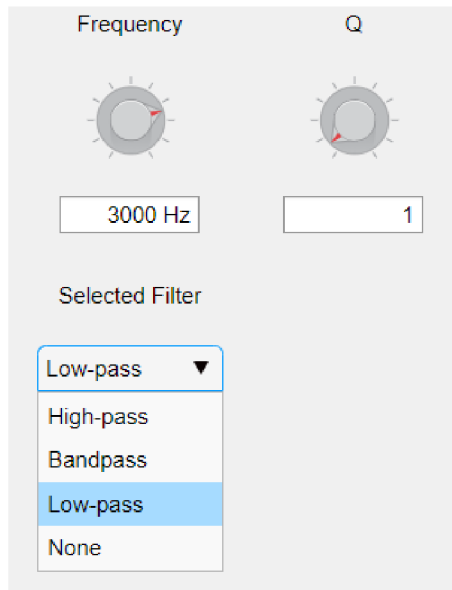 Frequency Q
3000 Hz 1
Selected Filter
Low-pass
High-pass
Bandpass
Low-pass
None